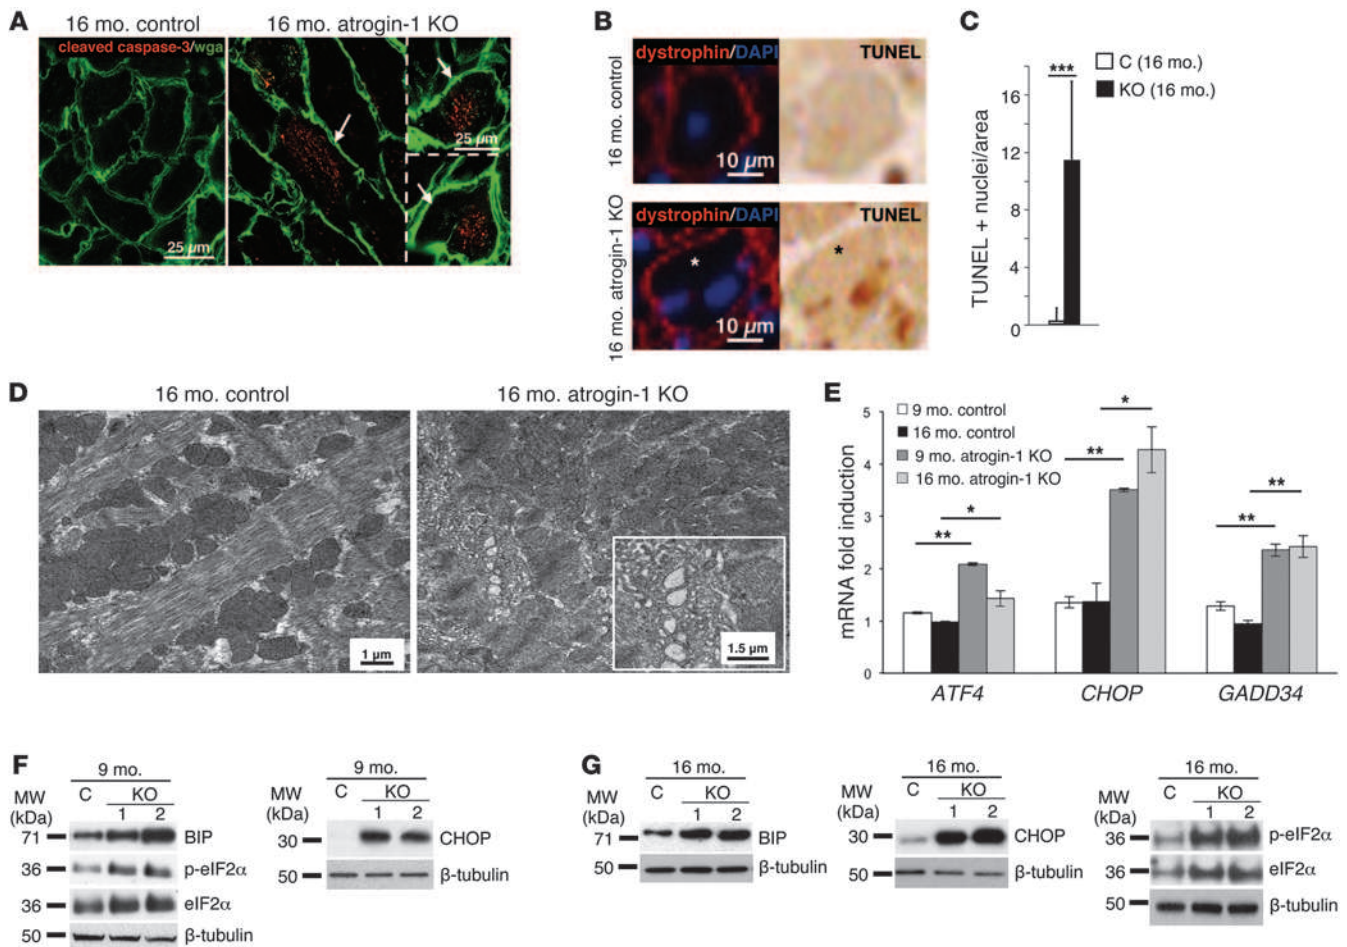 A
16 mo. control
16 mo. atrogin-1 KO
cleaved caspase-3/wga
25 µm
25 µm
B
16 mo. control
dystrophin/DAPI
TUNEL
10 µm
16 mo. atrogin-1 KO
dystrophin/DAPI
TUNEL
*
*
10 µm
C
C (16 mo.)
KO (16 mo.)
***
TUNEL + nuclei/area
16
12
8
4
0
D
16 mo. control
16 mo. atrogin-1 KO
1 µm
1.5 µm
E
9 mo. control
16 mo. control
9 mo. atrogin-1 KO
16 mo. atrogin-1 KO
mRNA fold induction
5
4
3
2
1
0
**
*
**
*
**
**
ATF4
CHOP
GADD34
F
9 mo.
MW
(kDa)
C
KO
1
2
71
BIP
36
p-eIF2α
36
eIF2α
50
β-tubulin
9 mo.
MW
(kDa)
C
KO
1
2
30
CHOP
50
β-tubulin
G
16 mo.
MW
(kDa)
C
KO
1
2
71
BIP
50
β-tubulin
16 mo.
MW
(kDa)
C
KO
1
2
30
CHOP
50
β-tubulin
16 mo.
MW
(kDa)
C
KO
1
2
36
p-eIF2α
36
eIF2α
50
β-tubulin